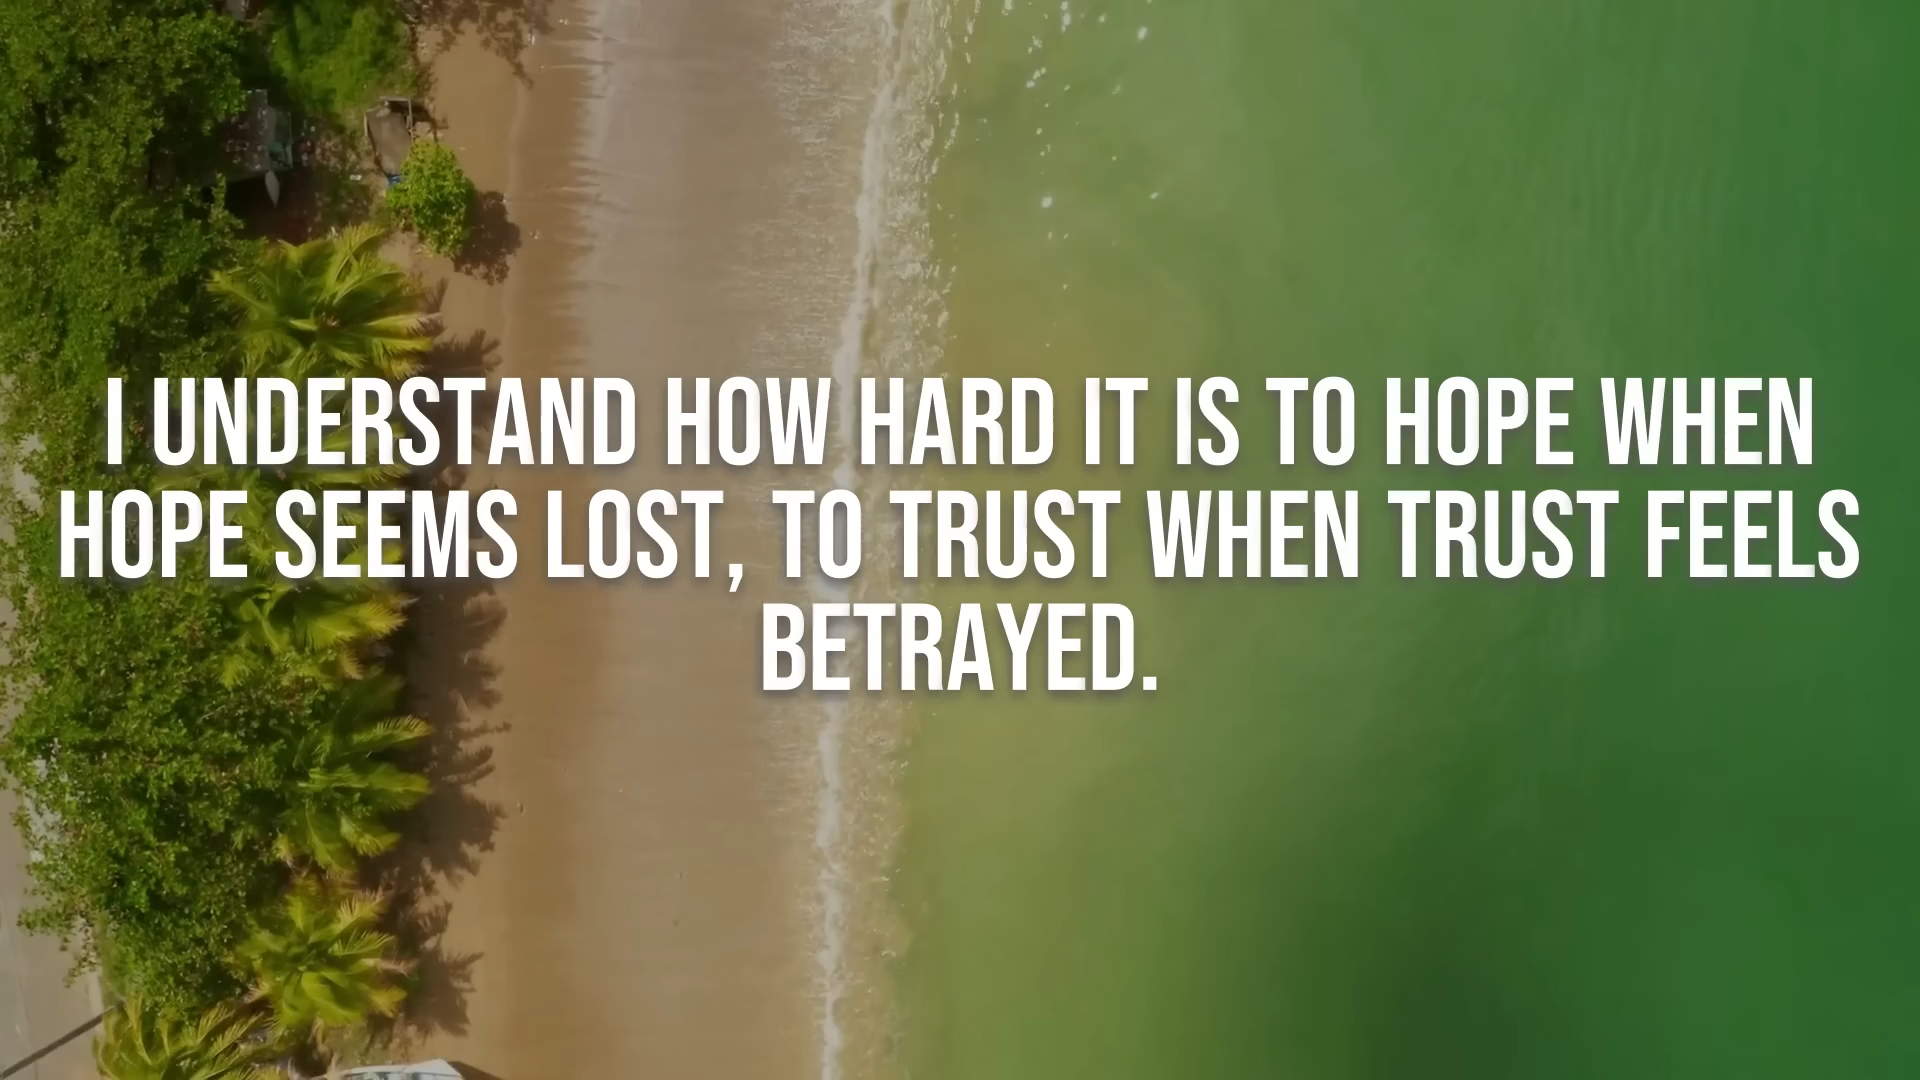 I UNDERSTAND HOW HARD IT IS TO HOPE WHEN
HOPE SEEMS LOST, TO TRUST WHEN TRUST FEELS
BETRAYED.